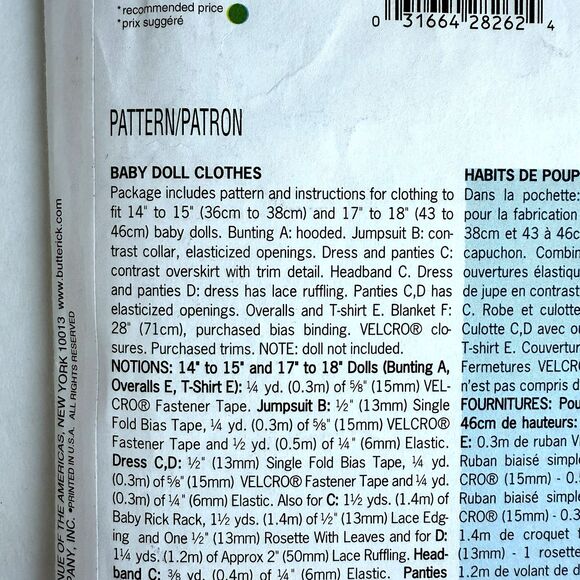 *recommended price
*prix suggéré
0 31664 28262 4
PATTERN/PATRON
BABY DOLL CLOTHES
Package includes pattern and instructions for clothing to
fit 14" to 15" (36cm to 38cm) and 17" to 18" (43 to
46cm) baby dolls. Bunting A: hooded. Jumpsuit B: con-
trast collar, elasticized openings. Dress and panties C:
contrast overskirt with trim detail. Headband C. Dress
and panties D: dress has lace ruffling. Panties C,D has
elasticized openings. Overalls and T-shirt E. Blanket F:
28" (71cm), purchased bias binding. VELCRO® clo-
sures. Purchased trims. NOTE: doll not included.
NOTIONS: 14" to 15" and 17" to 18" Dolls (Bunting A,
Overalls E, T-Shirt E): ¼ yd. (0.3m) of ⅝" (15mm) VEL-
CRO® Fastener Tape. Jumpsuit B: ½" (13mm) Single
Fold Bias Tape, ¼ yd. (0.3m) of ⅝" (15mm) VELCRO®
Fastener Tape and ½ yd. (0.5m) of ¼" (6mm) Elastic.
Dress C,D: ½" (13mm) Single Fold Bias Tape, ¼ yd.
(0.3m) of ⅝" (15mm) VELCRO® Fastener Tape and ¼ yd.
(0.3m) of ¼" (6mm) Elastic. Also for C: 1½ yds. (1.4m) of
Baby Rick Rack, 1½ yds. (1.4m) of ½" (13mm) Lace Edg-
ing and One ½" (13mm) Rosette With Leaves and for D:
1¼ yds. (1.2m) of Approx 2" (50mm) Lace Ruffling. Head-
band C: ⅜ yd. (0.4m) of ¼" (6mm) Elastic. Panties
HABITS DE POUP
Dans la pochette:
pour la fabrication
38cm et 43 à 46c
capuchon. Combin
ouvertures élastiqu
de jupe en contrast
C. Robe et culotte
Culotte C,D avec o
T-shirt E. Couvertur
Fermetures VELCR
n'est pas compris d
FOURNITURES: Pou
46cm de hauteurs:
E: 0.3m de ruban V
Ruban biaisé simple
CRO® (15mm) - 0.5
Ruban biaisé simpl
CRO® (15mm) - 0.3
1.4m de croquet t
(13mm) - 1 rosette
1.2m de volant de d
NUE OF THE AMERICAS, NEW YORK 10013 www.butterick.com
PANY, INC. *PRINTED IN U.S.A. ALL RIGHTS RESERVED